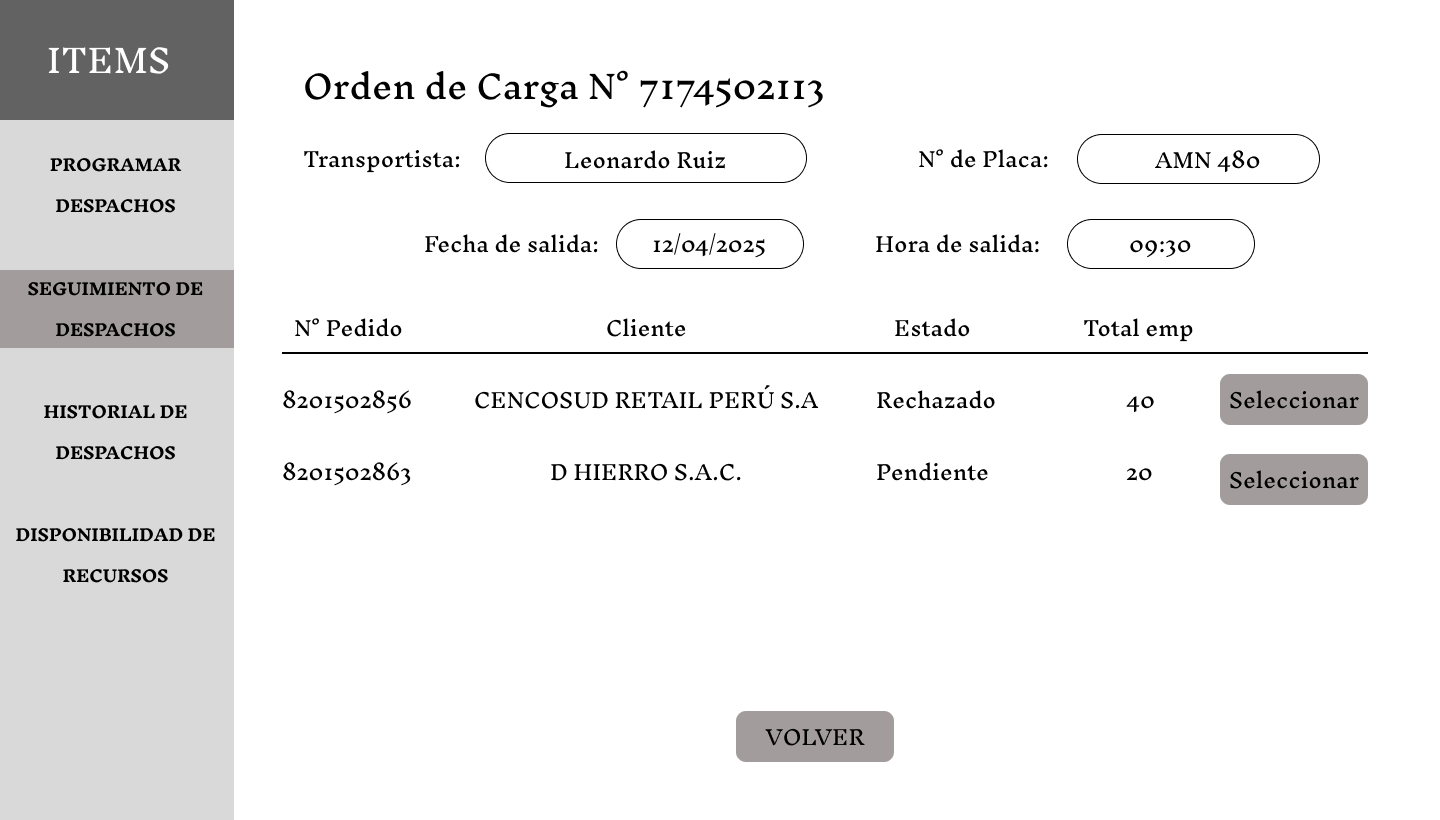 ITEMS
PROGRAMAR
DESPACHOS
SEGUIMIENTO DE
DESPACHOS
HISTORIAL DE
DESPACHOS
DISPONIBILIDAD DE
RECURSOS
Orden de Carga N° 7174502113
Transportista: Leonardo Ruiz N° de Placa: AMN 480
Fecha de salida: 12/04/2025 Hora de salida: 09:30
N° Pedido Cliente Estado Total emp
8201502856 CENCOSUD RETAIL PERÚ S.A Rechazado 40 Seleccionar
8201502863 D HIERRO S.A.C. Pendiente 20 Seleccionar
VOLVER